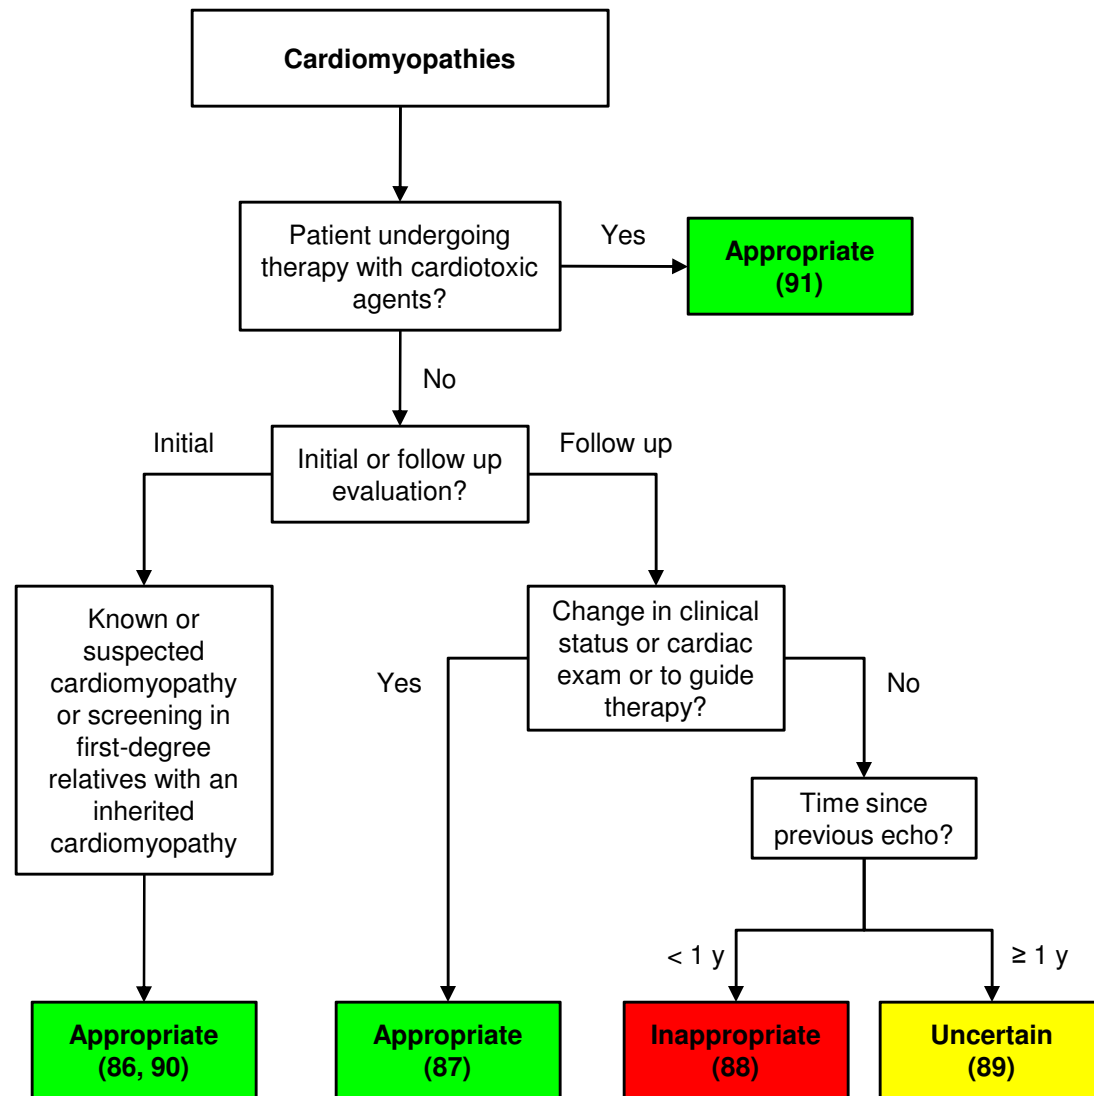 Cardiomyopathies
Patient undergoing
therapy with cardiotoxic
agents?
Yes
Appropriate
(91)
No
Initial
Initial or follow up
evaluation?
Follow up
Known or
suspected
cardiomyopathy
or screening in
first-degree
relatives with an
inherited
cardiomyopathy
Change in clinical
status or cardiac
exam or to guide
therapy?
Yes
No
Time since
previous echo?
< 1 y
≥ 1 y
Appropriate
(86, 90)
Appropriate
(87)
Inappropriate
(88)
Uncertain
(89)